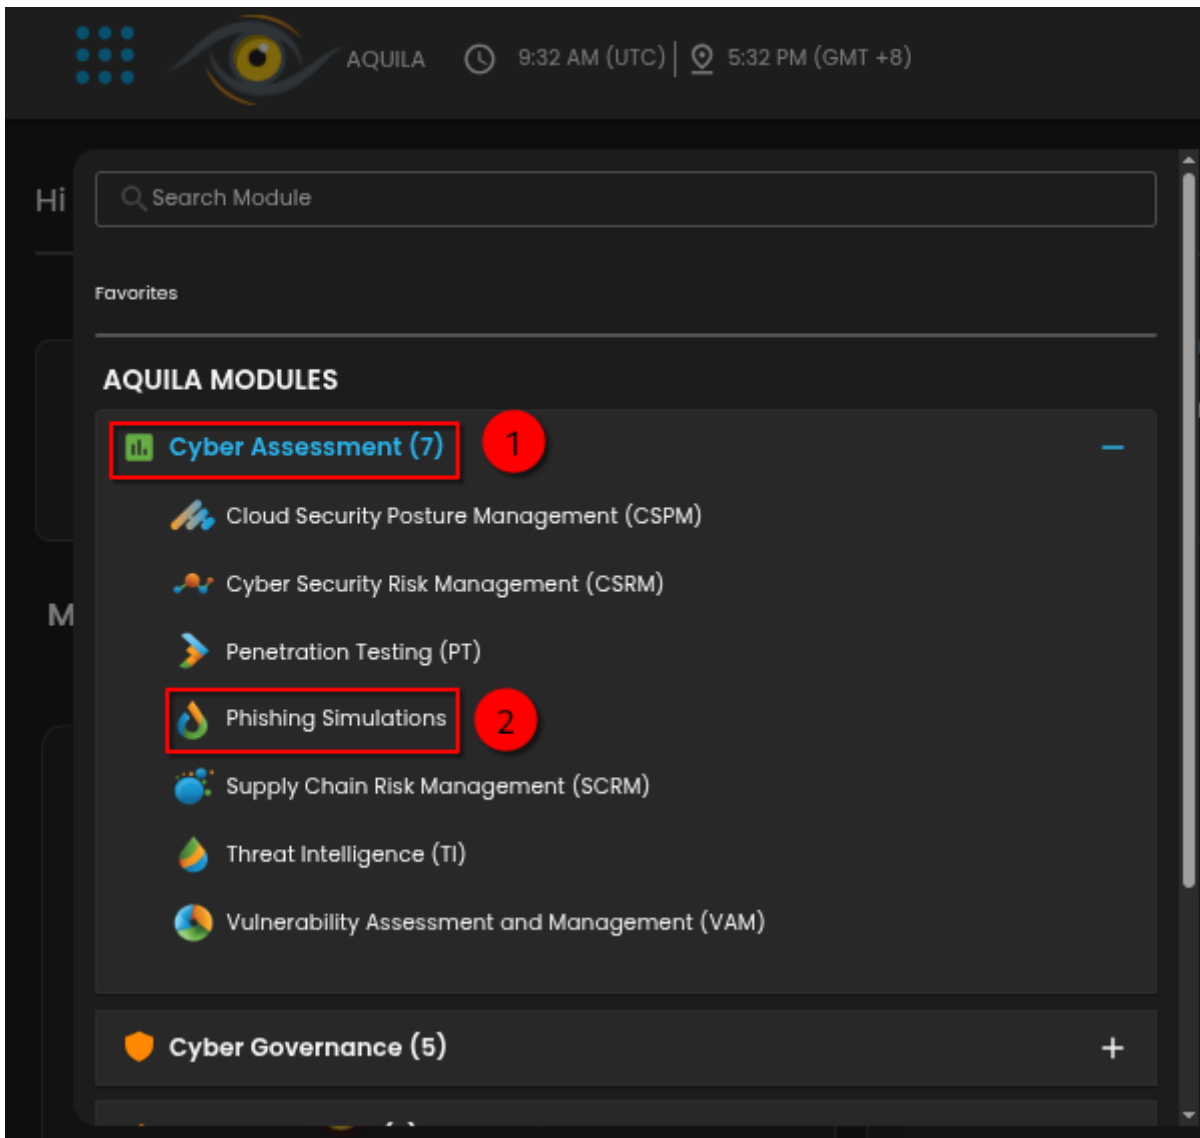 AQUILA 9:32 AM (UTC) 5:32 PM (GMT +8)
Hi
Search Module
Favorites
AQUILA MODULES
Cyber Assessment (7) 1
Cloud Security Posture Management (CSPM)
Cyber Security Risk Management (CSRM)
Penetration Testing (PT)
M
Phishing Simulations 2
Supply Chain Risk Management (SCRM)
Threat Intelligence (TI)
Vulnerability Assessment and Management (VAM)
Cyber Governance (5)